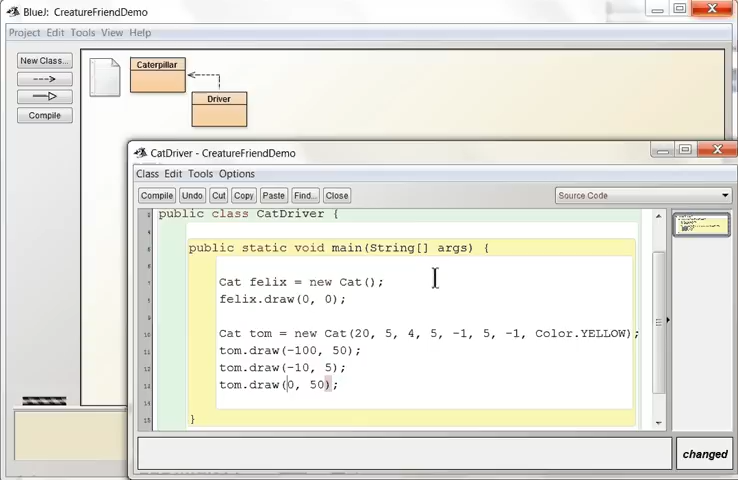 BlueJ: CreatureFriendDemo
Project Edit Tools View Help
New Class...
Compile
Caterpillar
Driver
CatDriver - CreatureFriendDemo
Class Edit Tools Options
Compile Undo Cut Copy Paste Find... Close
Source Code
public class CatDriver {
public static void main(String[] args) {
Cat felix = new Cat();
felix.draw(0, 0);
Cat tom = new Cat(20, 5, 4, 5, -1, 5, -1, Color.YELLOW);
tom.draw(-100, 50);
tom.draw(-10, 5);
tom.draw(0, 50);
}
changed